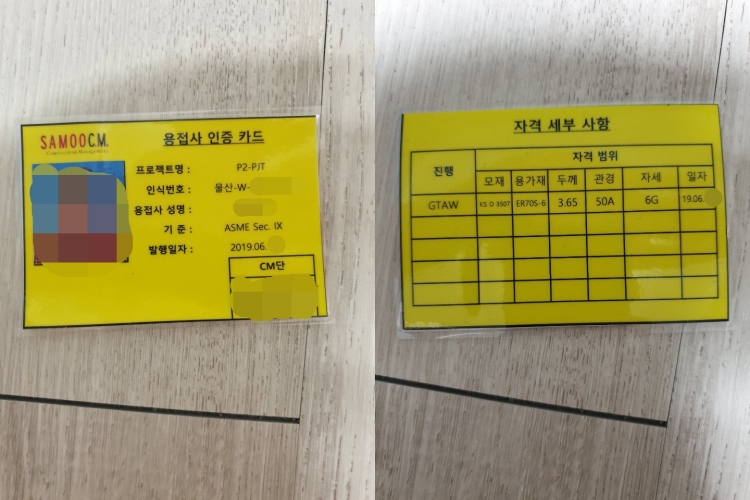 SAMOO C.M.
용접사 인증 카드
프로젝트명 : P2-PJT
인식번호 : 물산-W-
용접사 성명 :
기 준 : ASME Sec. IX
발행일자 : 2019.06.
CM단
자격 세부 사항
진행 자격 범위
모재 용가재 두께 관경 자세 일자
GTAW KS D 3507 ER70S-6 3.65 50A 6G 19.06.